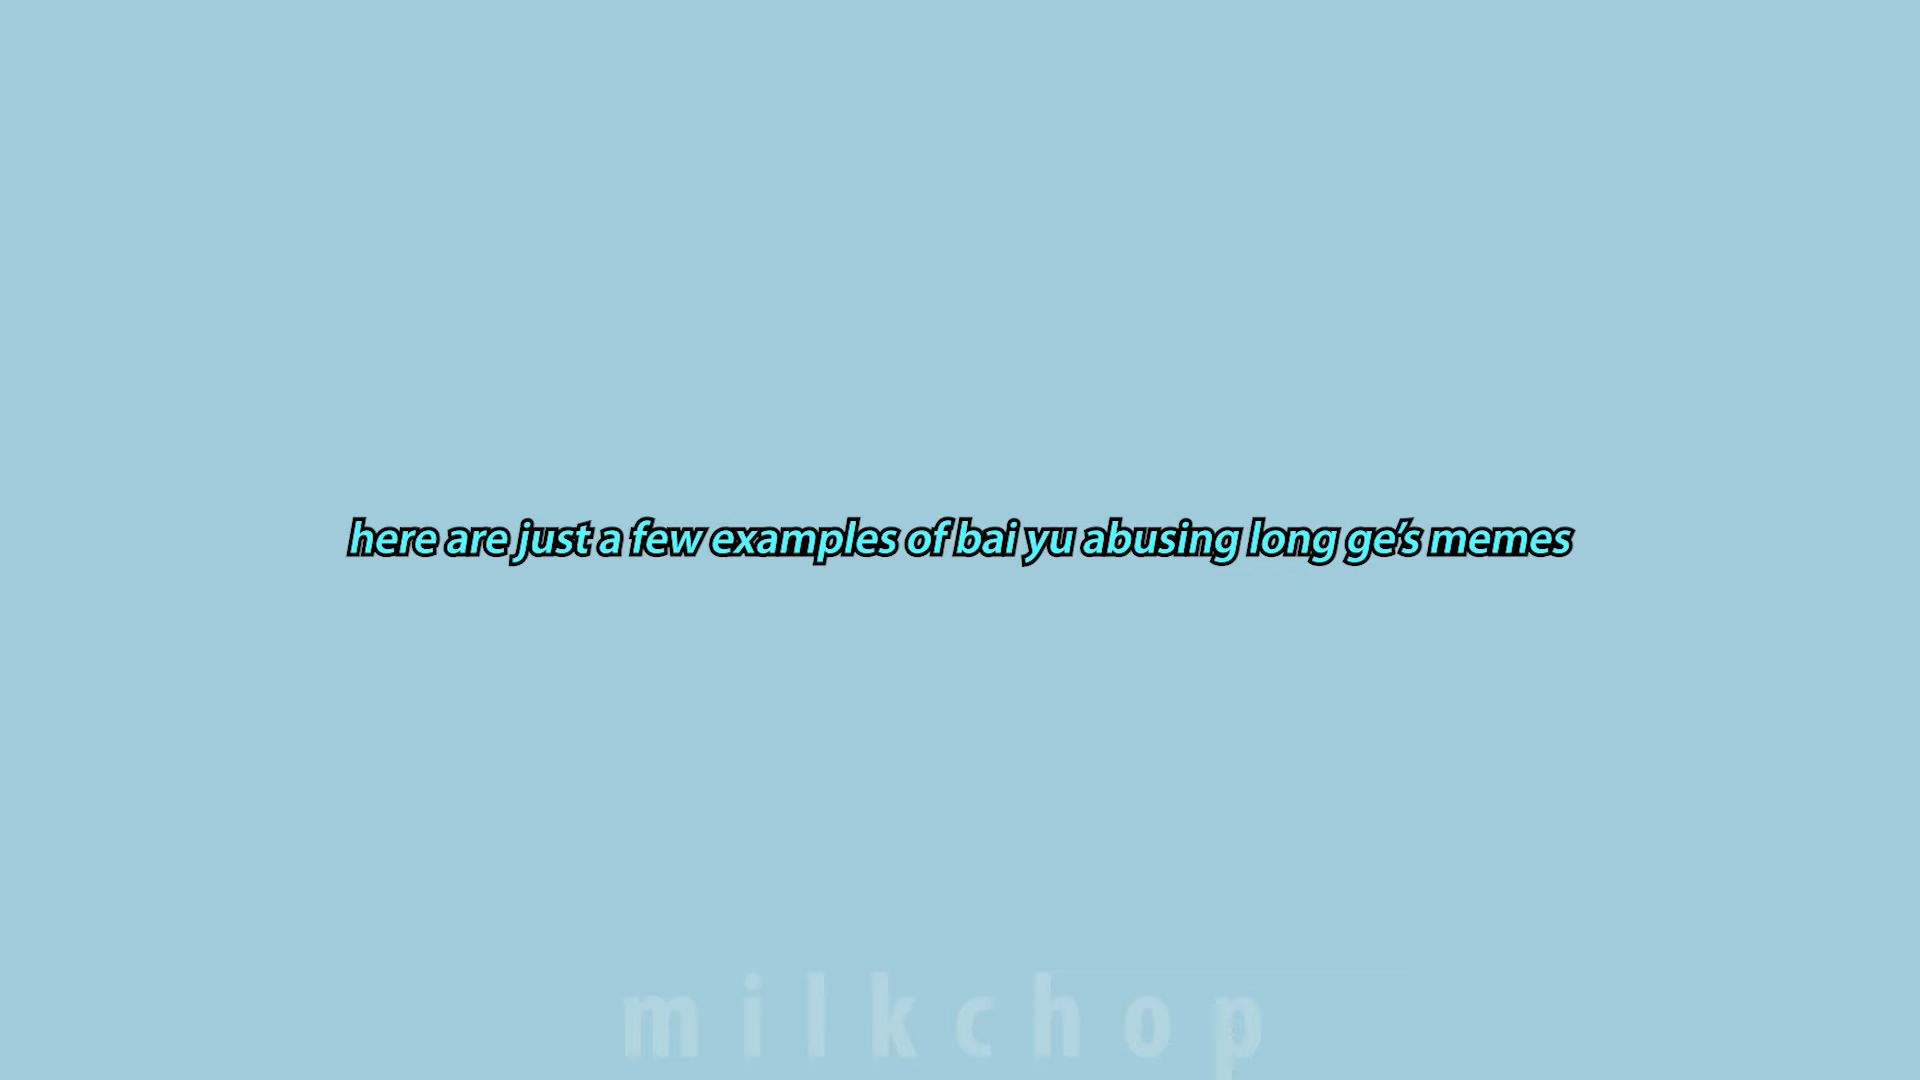 here are just a few examples of bai yu abusing long ge’s memes
milkchop